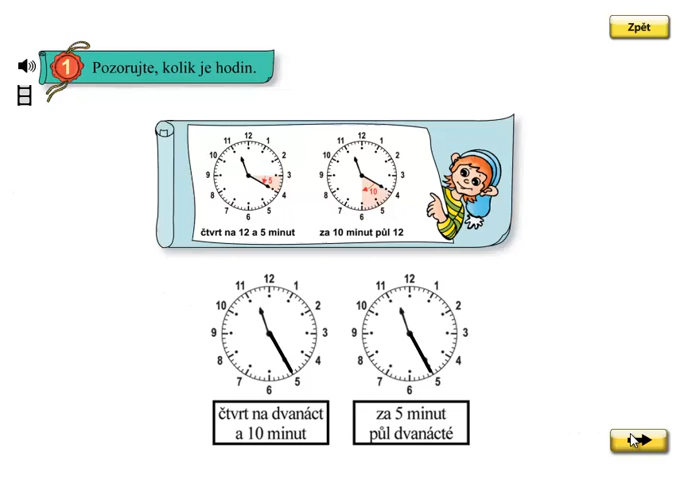 Zpět
1 Pozorujte, kolik je hodin.
12 1 2 3 4 5 6 7 8 9 10 11
5
12 1 2 3 4 5 6 7 8 9 10 11
10
čtvrt na 12 a 5 minut
za 10 minut půl 12
12 1 2 3 4 5 6 7 8 9 10 11
12 1 2 3 4 5 6 7 8 9 10 11
čtvrt na dvanáct
a 10 minut
za 5 minut
půl dvanácté